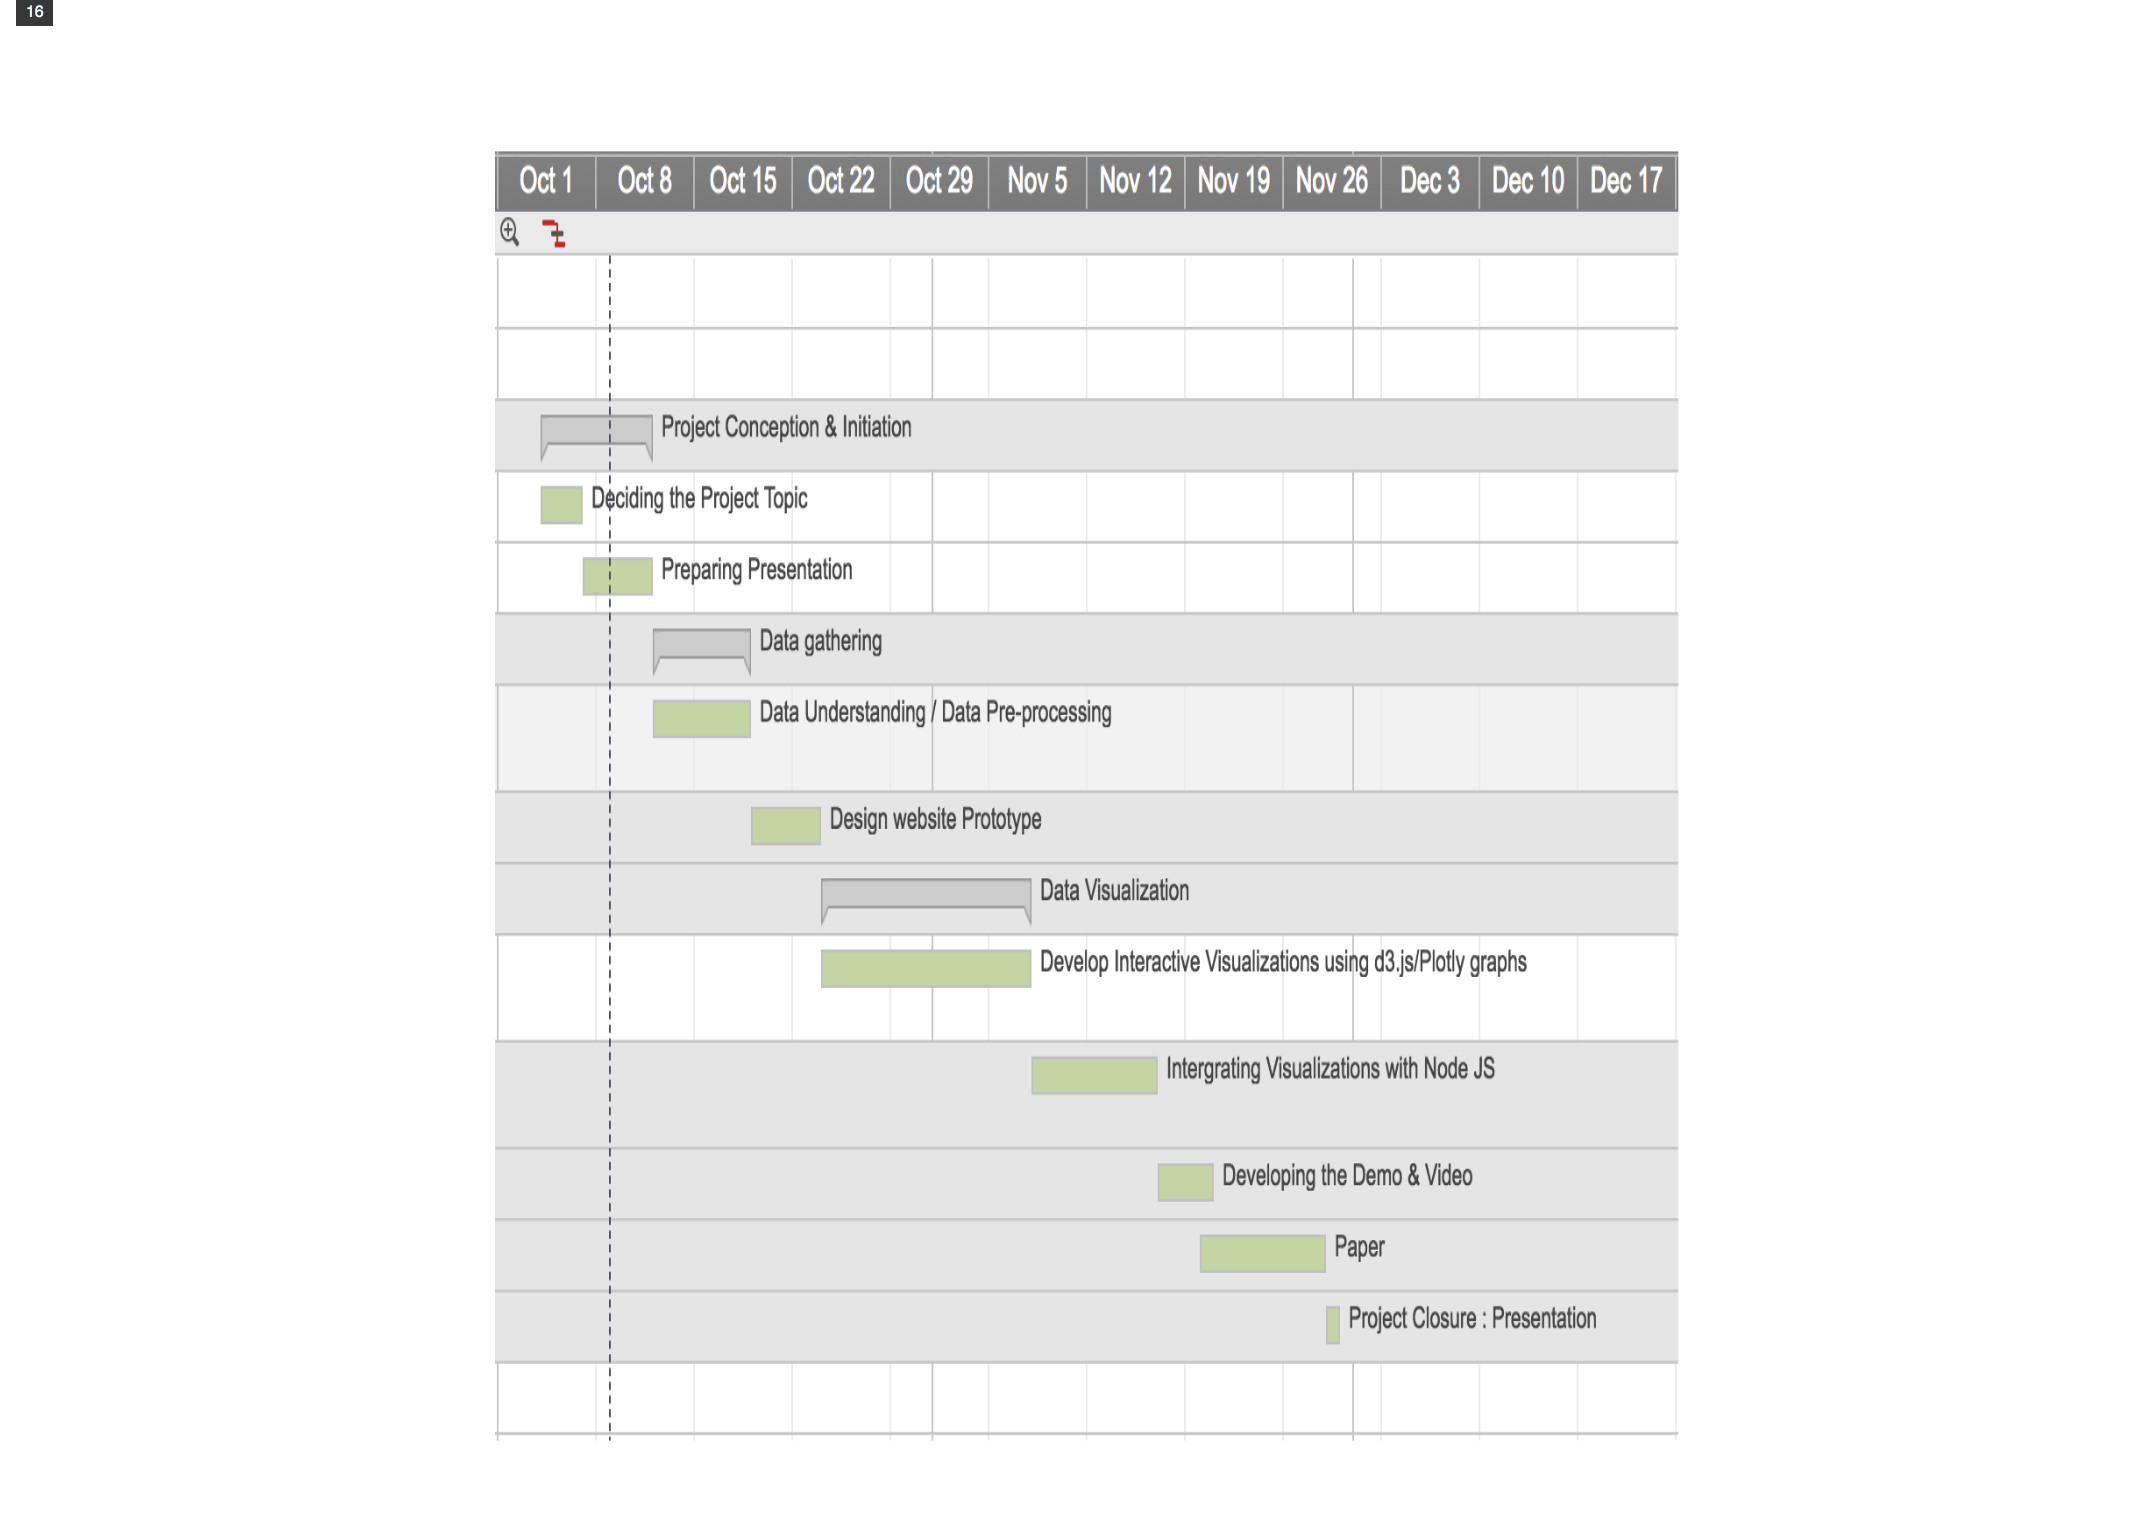 16
Oct 1 Oct 8 Oct 15 Oct 22 Oct 29 Nov 5 Nov 12 Nov 19 Nov 26 Dec 3 Dec 10 Dec 17
Project Conception & Initiation
Deciding the Project Topic
Preparing Presentation
Data gathering
Data Understanding / Data Pre-processing
Design website Prototype
Data Visualization
Develop Interactive Visualizations using d3.js/Plotly graphs
Intergrating Visualizations with Node JS
Developing the Demo & Video
Paper
Project Closure : Presentation